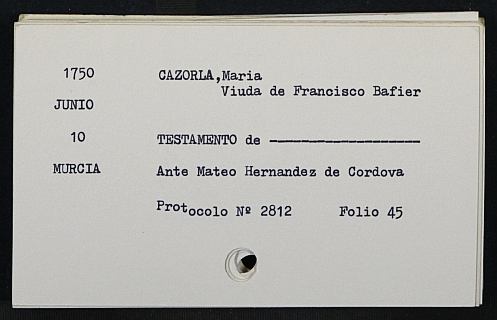 1750 CAZORLA,Maria
Viuda de Francisco Bafier
JUNIO
10 TESTAMENTO de -------------------
MURCIA Ante Mateo Hernandez de Cordova
Protocolo Nº 2812 Folio 45